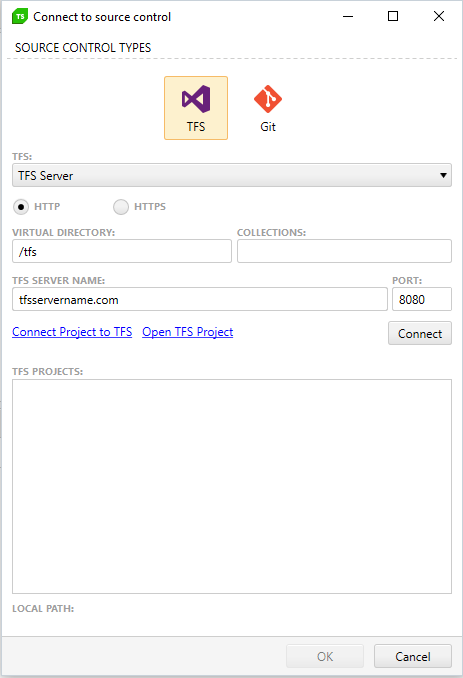 TS Connect to source control
SOURCE CONTROL TYPES
TFS Git
TFS:
TFS Server
HTTP HTTPS
VIRTUAL DIRECTORY: COLLECTIONS:
/tfs
TFS SERVER NAME: PORT:
tfsservername.com 8080
Connect Project to TFS Open TFS Project Connect
TFS PROJECTS:
LOCAL PATH:
OK Cancel